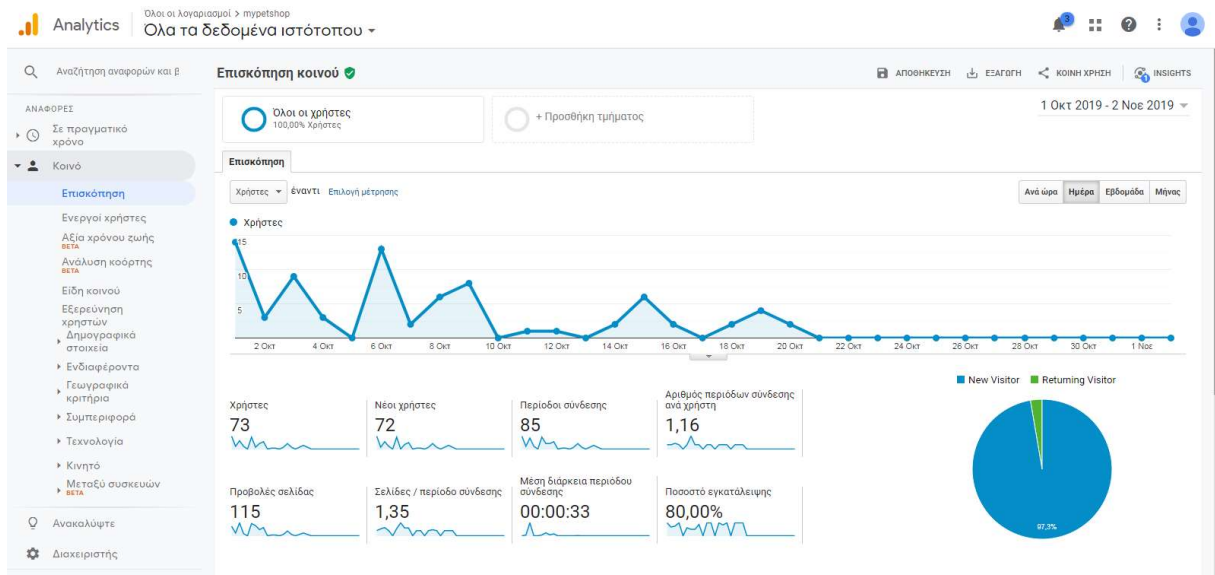 Όλοι οι λογαριασμοί > mypetshop
Analytics
Όλα τα δεδομένα ιστότοπου
3
Αναζήτηση αναφορών και β
Επισκόπηση κοινού
ΑΠΟΘΗΚΕΥΣΗ
ΕΞΑΓΩΓΗ
ΚΟΙΝΗ ΧΡΗΣΗ
INSIGHTS
ΑΝΑΦΟΡΕΣ
Σε πραγματικό
χρόνο
Κοινό
Επισκόπηση
Ενεργοί χρήστες
Αξία χρόνου ζωής
BETA
Ανάλυση κοόρτης
BETA
Είδη κοινού
Εξερεύνηση
χρηστών
Δημογραφικά
στοιχεία
Ενδιαφέροντα
Γεωγραφικά
κριτήρια
Συμπεριφορά
Τεχνολογία
Κινητό
Μεταξύ συσκευών
BETA
Ανακαλύψτε
Διαχειριστής
Όλοι οι χρήστες
100,00% Χρήστες
+ Προσθήκη τμήματος
1 Οκτ 2019 - 2 Νοε 2019
Επισκόπηση
Χρήστες έναντι Επιλογή μέτρησης
Ανά ώρα Ημέρα Εβδομάδα Μήνας
Χρήστες
15
10
5
2 Οκτ 4 Οκτ 6 Οκτ 8 Οκτ 10 Οκτ 12 Οκτ 14 Οκτ 16 Οκτ 18 Οκτ 20 Οκτ 22 Οκτ 24 Οκτ 26 Οκτ 28 Οκτ 30 Οκτ 1 Νοε
New Visitor Returning Visitor
Χρήστες
73
Νέοι χρήστες
72
Περίοδοι σύνδεσης
85
Αριθμός περιόδων σύνδεσης
ανά χρήστη
1,16
Προβολές σελίδας
115
Σελίδες / περίοδο σύνδεσης
1,35
Μέση διάρκεια περιόδου
σύνδεσης
00:00:33
Ποσοστό εγκατάλειψης
80,00%
97,3%